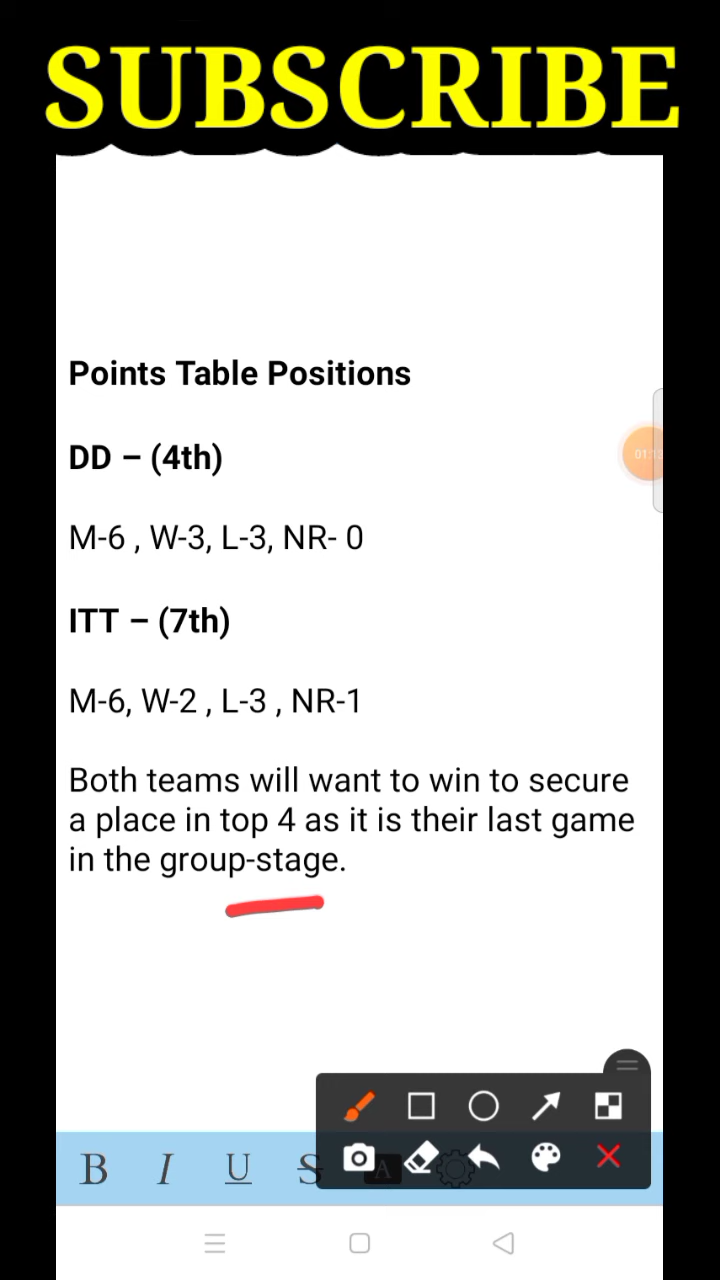 SUBSCRIBE
Points Table Positions
DD – (4th)
M-6 , W-3, L-3, NR- 0
ITT – (7th)
M-6, W-2 , L-3 , NR-1
Both teams will want to win to secure
a place in top 4 as it is their last game
in the group-stage.
B I U S A